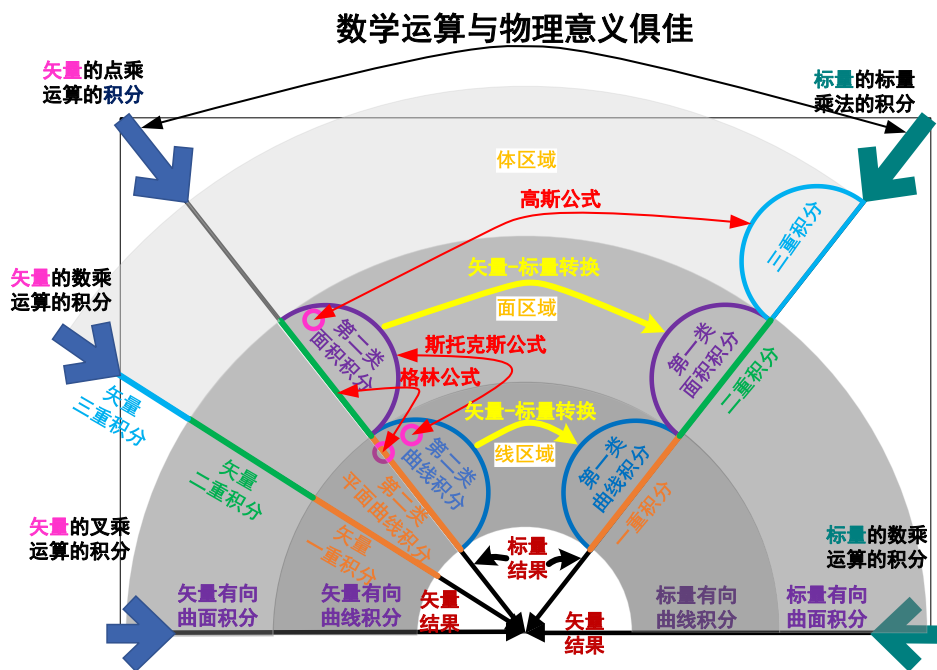 数学运算与物理意义俱佳
矢量的点乘
运算的积分
标量的标量
乘法的积分
体区域
高斯公式
三重积分
矢量的数乘
运算的积分
矢量-标量转换
面区域
第二类
面积积分
第一类
面积积分
斯托克斯公式
格林公式
二重积分
矢量
三重积分
矢量-标量转换
线区域
第二类
曲线积分
第一类
曲线积分
矢量
二重积分
第二类
平面曲线积分
一重积分
矢量的叉乘
运算的积分
矢量
一重积分
标量
结果
标量的数乘
运算的积分
矢量有向
曲面积分
矢量有向
曲线积分
矢量
结果
矢量
结果
标量有向
曲线积分
标量有向
曲面积分